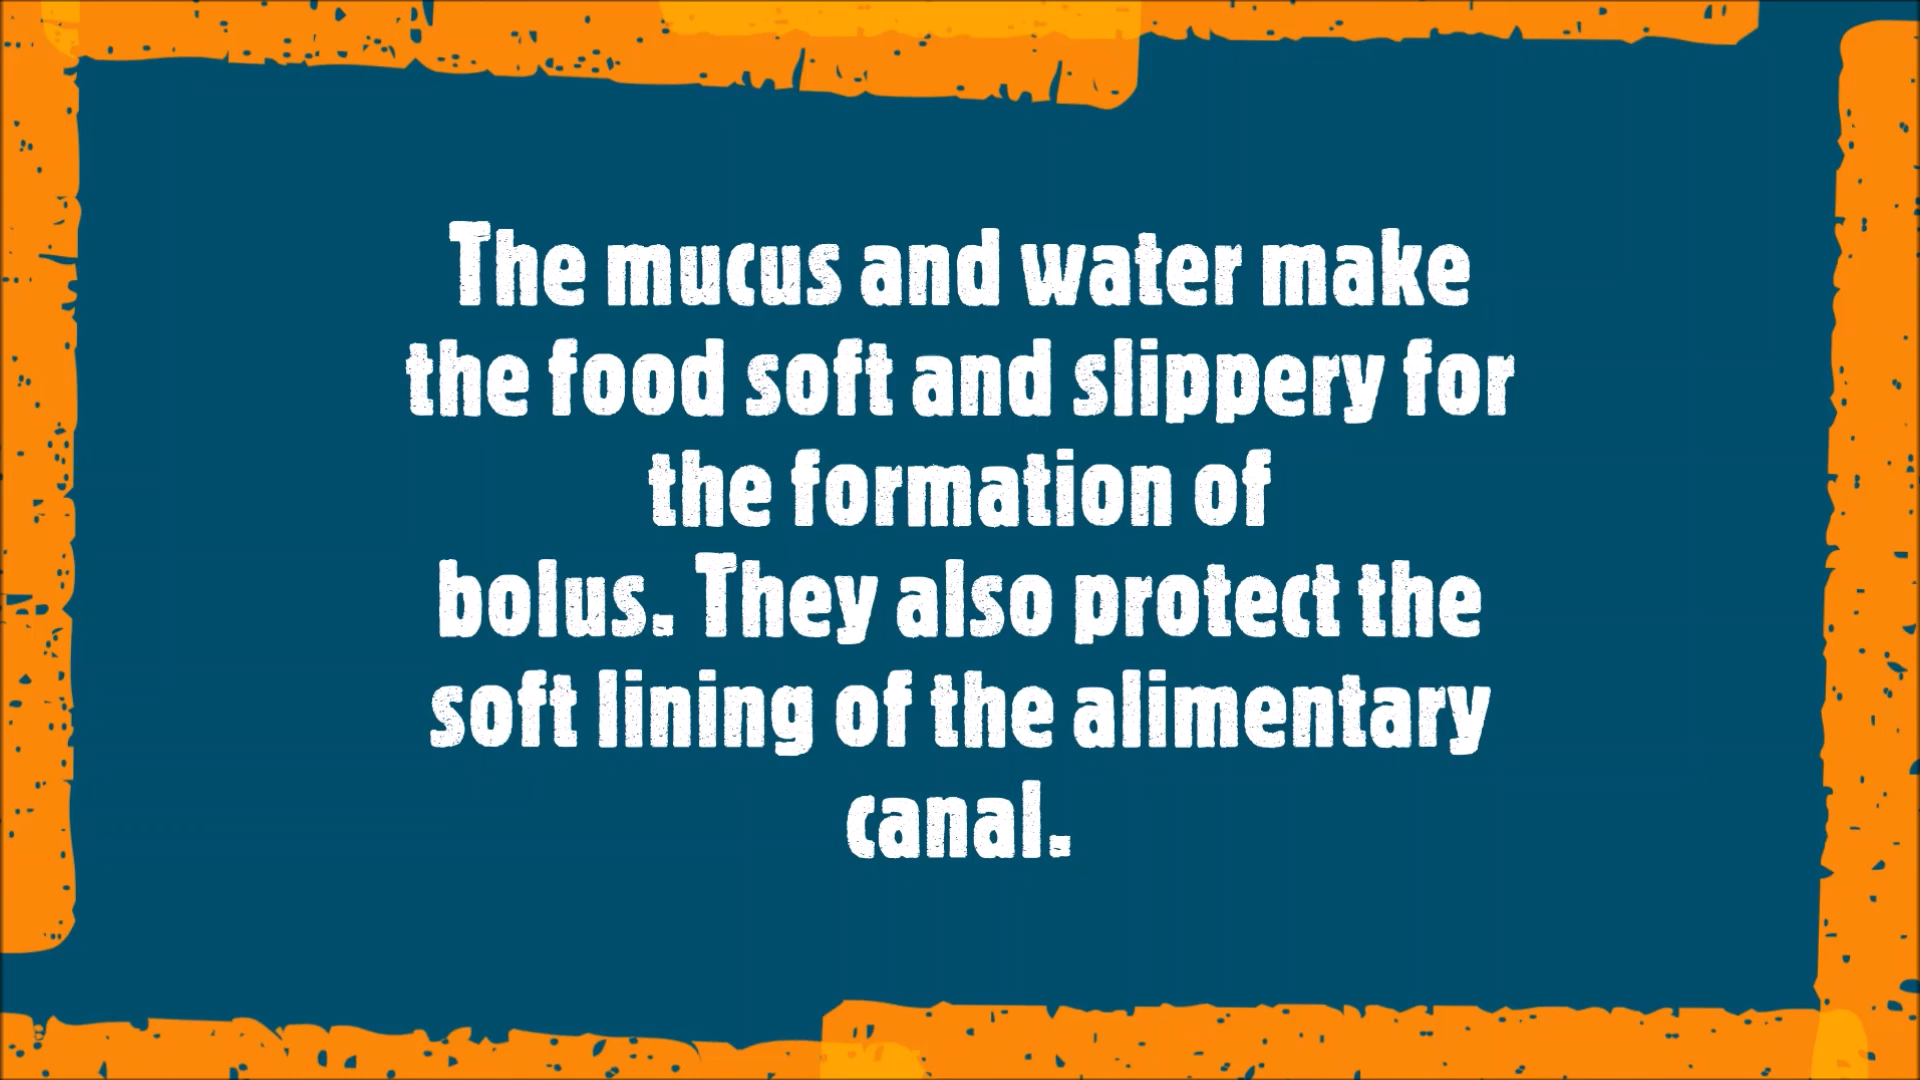 The mucus and water make
the food soft and slippery for
the formation of
bolus. They also protect the
soft lining of the alimentary
canal.